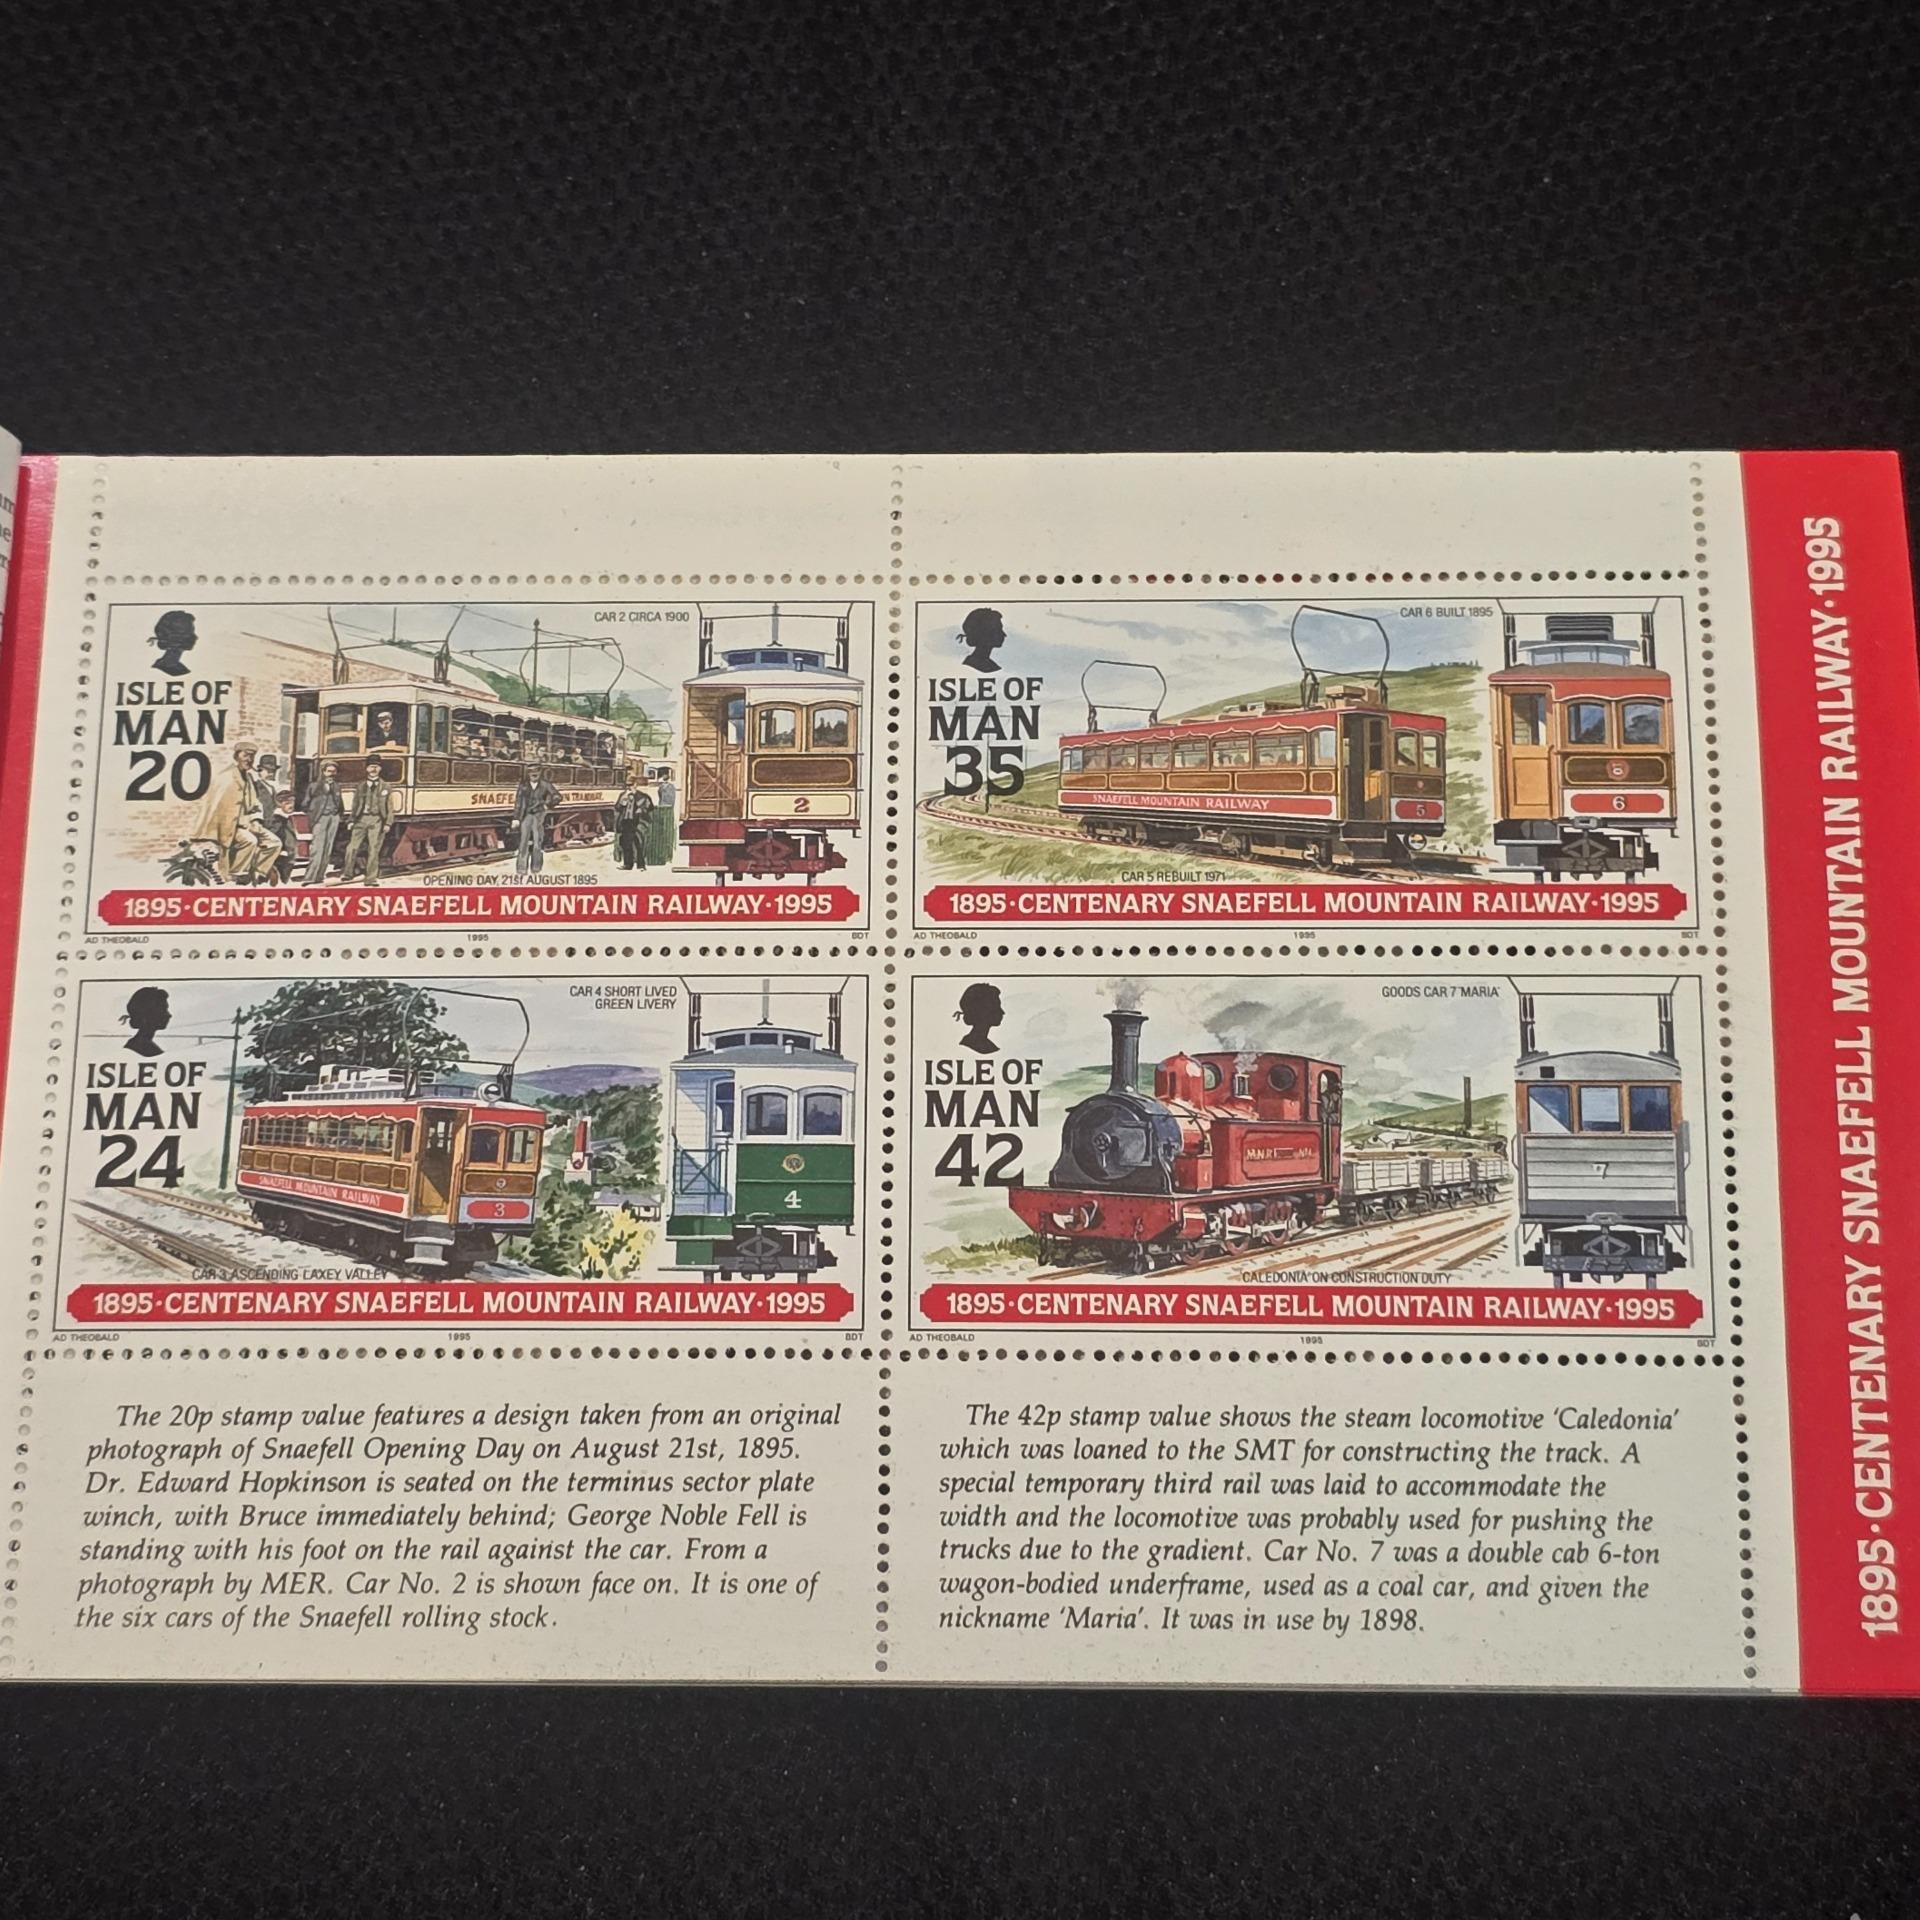 CAR 2 CIRCA 1900
ISLE OF
MAN
20
2
OPENING DAY, 21St AUGUST 1895
1895·CENTENARY SNAEFELL MOUNTAIN RAILWAY·1995
AD THEOBALD 1995 BDT
CAR 6 BUILT 1895
ISLE OF
MAN
35
SNAEFELL MOUNTAIN RAILWAY
5
6
CAR 5 REBUILT 1971
1895·CENTENARY SNAEFELL MOUNTAIN RAILWAY·1995
AD THEOBALD 1995 BDT
CAR 4 SHORT LIVED
GREEN LIVERY
ISLE OF
MAN
24
SNAEFELL MOUNTAIN RAILWAY
3
4
CAR 3 ASCENDING LAXEY VALLEY
1895·CENTENARY SNAEFELL MOUNTAIN RAILWAY·1995
AD THEOBALD 1995 BDT
GOODS CAR 7 'MARIA'
ISLE OF
MAN
42
7
'CALEDONIA' ON CONSTRUCTION DUTY
1895·CENTENARY SNAEFELL MOUNTAIN RAILWAY·1995
AD THEOBALD 1995 BDT
The 20p stamp value features a design taken from an original
photograph of Snaefell Opening Day on August 21st, 1895.
Dr. Edward Hopkinson is seated on the terminus sector plate
winch, with Bruce immediately behind; George Noble Fell is
standing with his foot on the rail against the car. From a
photograph by MER. Car No. 2 is shown face on. It is one of
the six cars of the Snaefell rolling stock.
The 42p stamp value shows the steam locomotive 'Caledonia'
which was loaned to the SMT for constructing the track. A
special temporary third rail was laid to accommodate the
width and the locomotive was probably used for pushing the
trucks due to the gradient. Car No. 7 was a double cab 6-ton
wagon-bodied underframe, used as a coal car, and given the
nickname 'Maria'. It was in use by 1898.
1895·CENTENARY SNAEFELL MOUNTAIN RAILWAY·1995